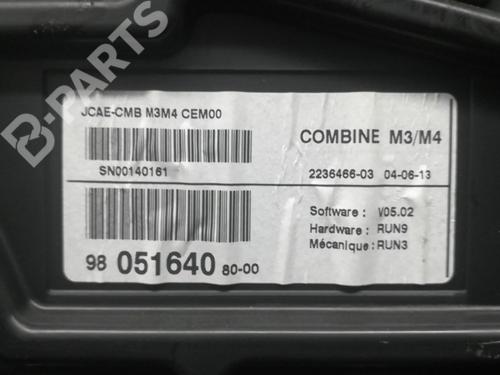 B-PARTS
JCAE-CMB M3M4 CEM00
SN00140161
98 051640 80-00
COMBINE M3/M4
2236466-03 04-06-13
Software : V05.02
Hardware : RUN9
Mécanique : RUN3